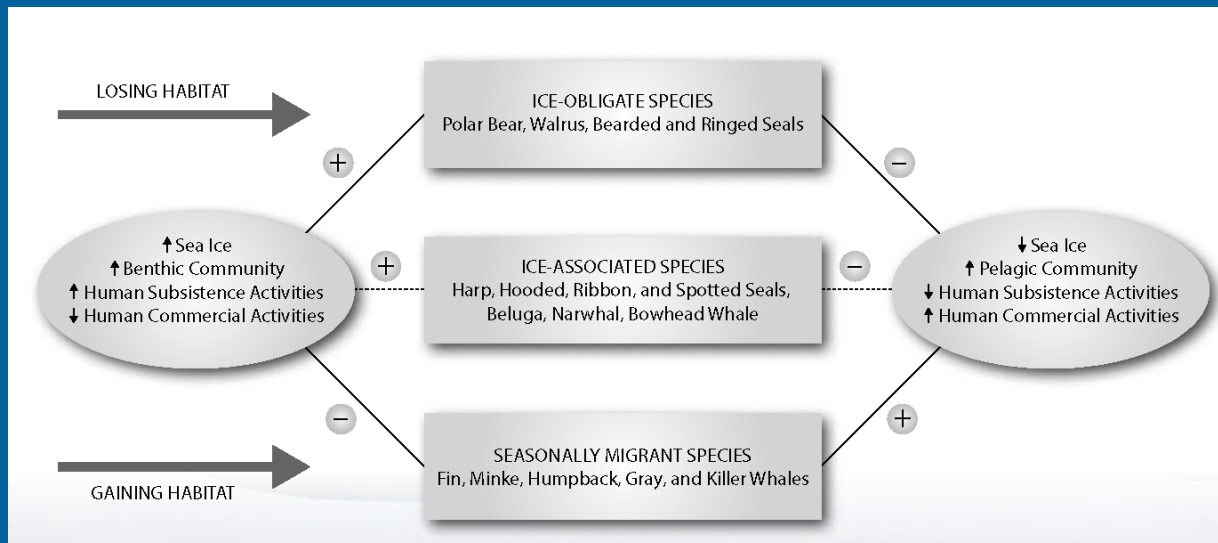 LOSING HABITAT
ICE-OBLIGATE SPECIES
Polar Bear, Walrus, Bearded and Ringed Seals
+
−
↑ Sea Ice
↑ Benthic Community
↑ Human Subsistence Activities
↓ Human Commercial Activities
+
ICE-ASSOCIATED SPECIES
Harp, Hooded, Ribbon, and Spotted Seals,
Beluga, Narwhal, Bowhead Whale
−
↓ Sea Ice
↑ Pelagic Community
↓ Human Subsistence Activities
↑ Human Commercial Activities
−
+
SEASONALLY MIGRANT SPECIES
Fin, Minke, Humpback, Gray, and Killer Whales
GAINING HABITAT